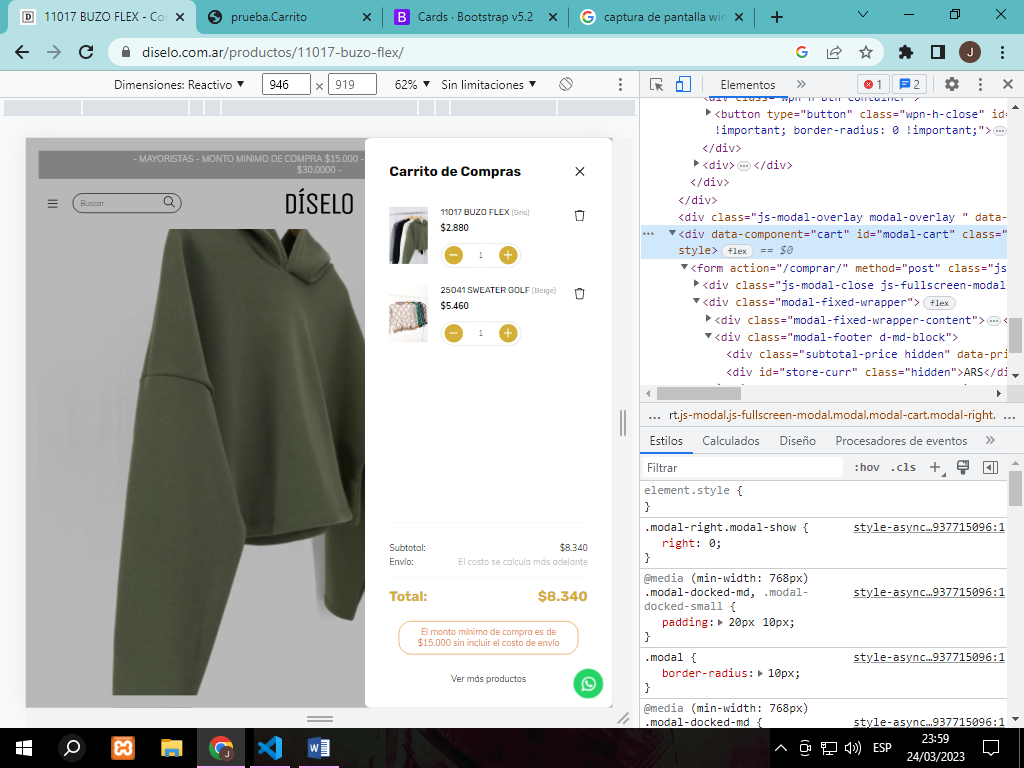 11017 BUZO FLEX - Co
prueba.Carrito
Cards · Bootstrap v5.2
captura de pantalla win
diselo.com.ar/productos/11017-buzo-flex/
J
Dimensiones: Reactivo
946 × 919
62%
Sin limitaciones
- MAYORISTAS - MONTO MINIMO DE COMPRA $15.000 -
$30.0000 -
Buscar
DÍSELO
Carrito de Compras
11017 BUZO FLEX (Gris)
$2.880
1
25041 SWEATER GOLF (Beige)
$5.460
1
Subtotal: $8.340
Envío: El costo se calcula más adelante
Total: $8.340
El monto mínimo de compra es de
$15.000 sin incluir el costo de envío
Ver más productos
Elementos
1
2
<div class="wpn-h-btn-container">
<button type="button" class="wpn-h-close" id=
!important; border-radius: 0 !important;">
</div>
<div> … </div>
</div>
</div>
<div class="js-modal-overlay modal-overlay " data-
<div data-component="cart" id="modal-cart" class="
style> flex == $0
<form action="/comprar/" method="post" class="js
<div class="js-modal-close js-fullscreen-modal
<div class="modal-fixed-wrapper"> flex
<div class="modal-fixed-wrapper-content"> … <
<div class="modal-footer d-md-block">
<div class="subtotal-price hidden" data-pri
<div id="store-curr" class="hidden">ARS</di
... rt.js-modal.js-fullscreen-modal.modal.modal-cart.modal-right. ...
Estilos
Calculados
Diseño
Procesadores de eventos
Filtrar
:hov .cls
element.style {
}
.modal-right.modal-show { style-async…937715096:1
right: 0;
}
@media (min-width: 768px)
.modal-docked-md, .modal- style-async…937715096:1
docked-small {
padding: 20px 10px;
}
.modal { style-async…937715096:1
border-radius: 10px;
}
@media (min-width: 768px)
.modal-docked-md { style-async…937715096:1
ESP
23:59
24/03/2023